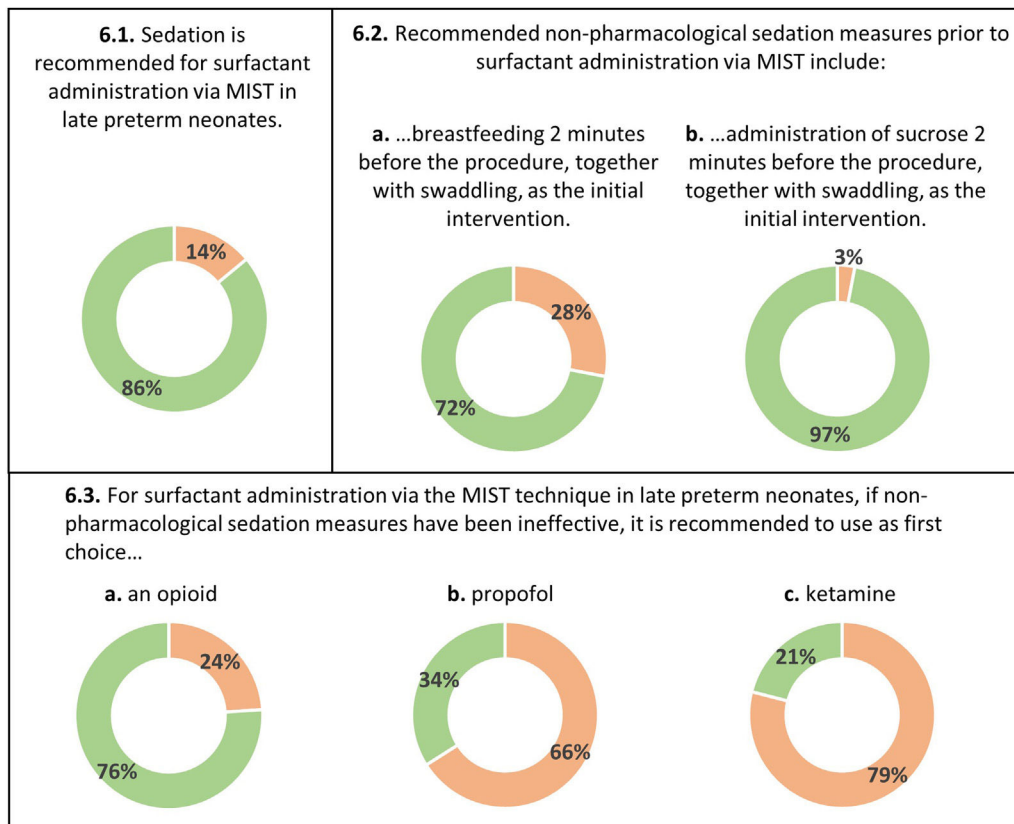 6.1. Sedation is
recommended for surfactant
administration via MIST in
late preterm neonates.
14%
86%
6.2. Recommended non-pharmacological sedation measures prior to
surfactant administration via MIST include:
a. ...breastfeeding 2 minutes
before the procedure, together
with swaddling, as the initial
intervention.
28%
72%
b. ...administration of sucrose 2
minutes before the procedure,
together with swaddling, as the
initial intervention.
3%
97%
6.3. For surfactant administration via the MIST technique in late preterm neonates, if non-
pharmacological sedation measures have been ineffective, it is recommended to use as first
choice...
a. an opioid
24%
76%
b. propofol
34%
66%
c. ketamine
21%
79%